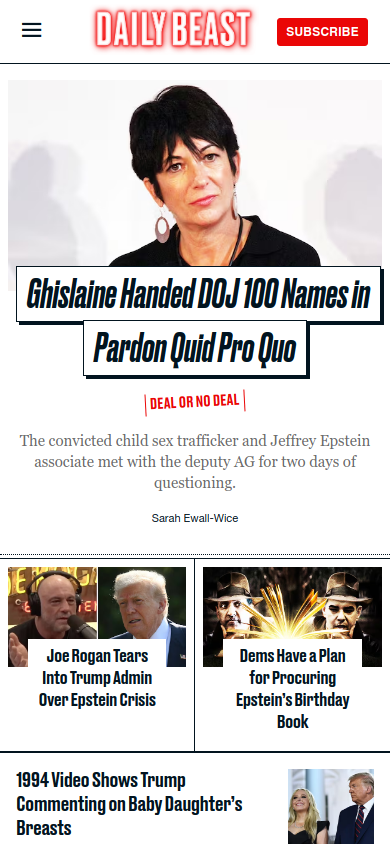 DAILY BEAST
SUBSCRIBE
Ghislaine Handed DOJ 100 Names in
Pardon Quid Pro Quo
DEAL OR NO DEAL
The convicted child sex trafficker and Jeffrey Epstein
associate met with the deputy AG for two days of
questioning.
Sarah Ewall-Wice
Joe Rogan Tears
Into Trump Admin
Over Epstein Crisis
Dems Have a Plan
for Procuring
Epstein's Birthday
Book
1994 Video Shows Trump
Commenting on Baby Daughter's
Breasts